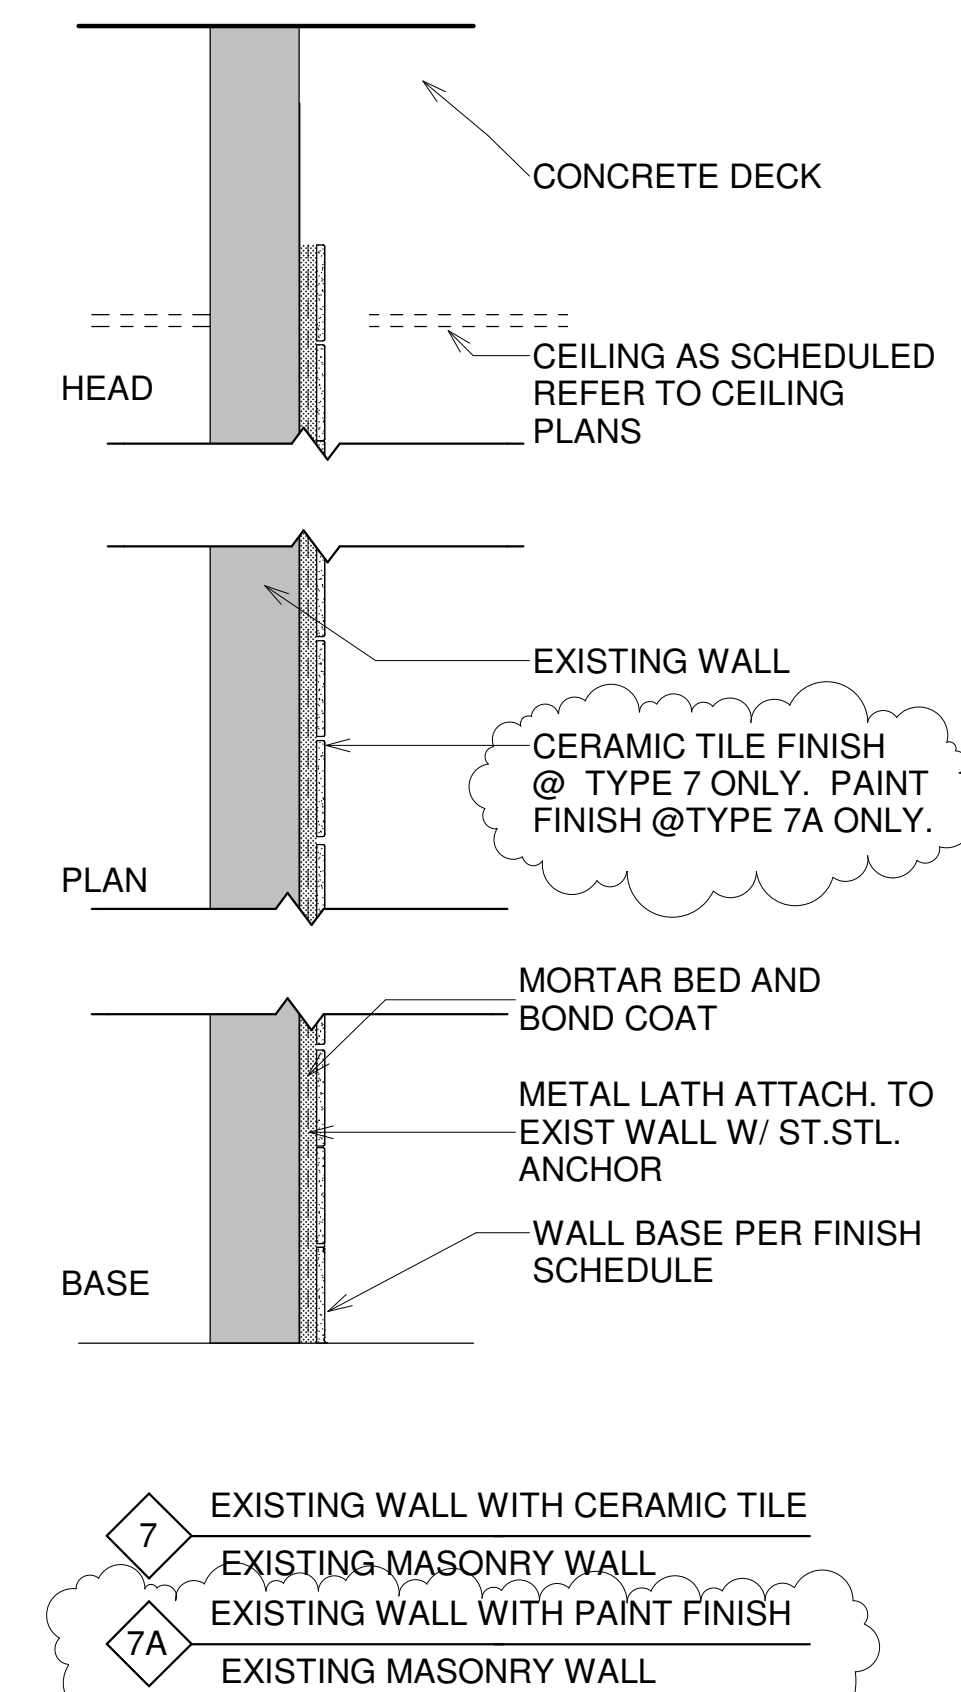 CONCRETE DECK
CEILING AS SCHEDULED
REFER TO CEILING
PLANS
HEAD
EXISTING WALL
CERAMIC TILE FINISH
@ TYPE 7 ONLY. PAINT
FINISH @TYPE 7A ONLY.
PLAN
MORTAR BED AND
BOND COAT
METAL LATH ATTACH. TO
EXIST WALL W/ ST.STL.
ANCHOR
WALL BASE PER FINISH
SCHEDULE
BASE
7
EXISTING WALL WITH CERAMIC TILE
EXISTING MASONRY WALL
7A
EXISTING WALL WITH PAINT FINISH
EXISTING MASONRY WALL